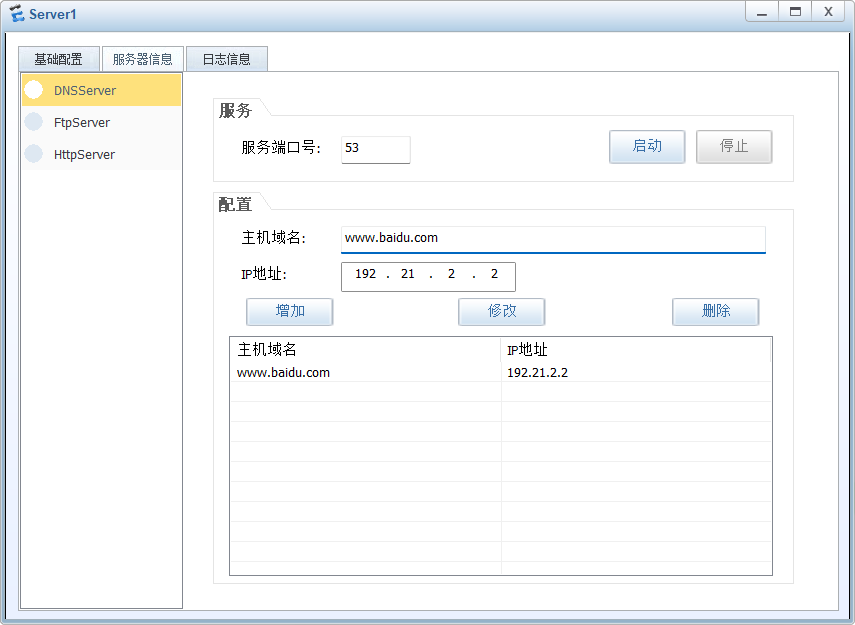 Server1
基础配置 服务器信息 日志信息
DNSServer
FtpServer
HttpServer
服务
服务端口号: 53 启动 停止
配置
主机域名: www.baidu.com
IP地址: 192 . 21 . 2 . 2
增加 修改 删除
主机域名 IP地址
www.baidu.com 192.21.2.2